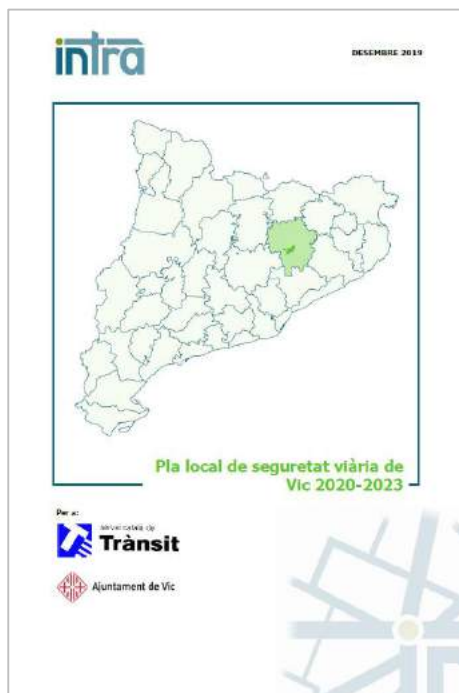 intra
DESEMBRE 2019
Pla local de seguretat viària de
Vic 2020-2023
Per a:
Servei Català de
Trànsit
Ajuntament de Vic